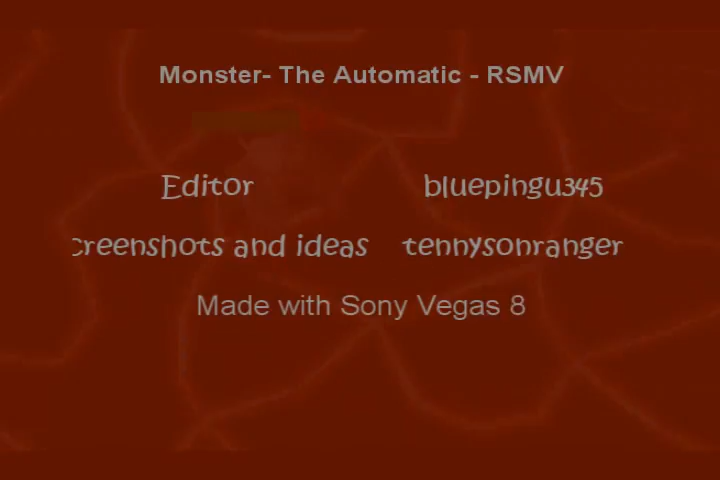 Monster- The Automatic - RSMV
Editor bluepingu345
creenshots and ideas tennysonranger
Made with Sony Vegas 8